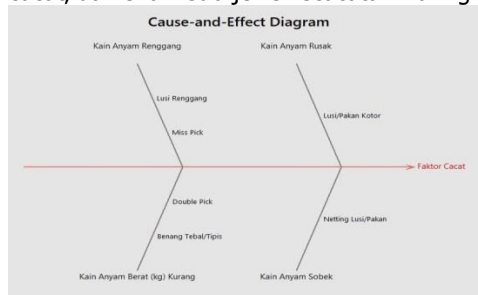 Cause-and-Effect Diagram
Kain Anyam Renggang
Kain Anyam Rusak
Lusi Renggang
Miss Pick
Lusi/Pakan Kotor
Faktor Cacat
Double Pick
Benang Tebal/Tipis
Netting Lusi/Pakan
Kain Anyam Berat (kg) Kurang
Kain Anyam Sobek